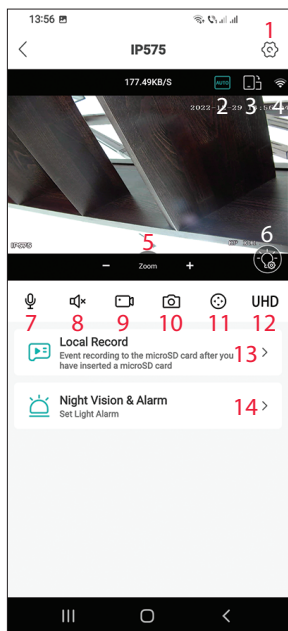 13:56
1
IP575
177.49KB/S
AUTO
2 3 4
IP575
5
6
− Zoom +
7 8 9 10 11 12
UHD
Local Record
Event recording to the microSD card after you
have inserted a microSD card
13
Night Vision & Alarm
Set Light Alarm
14